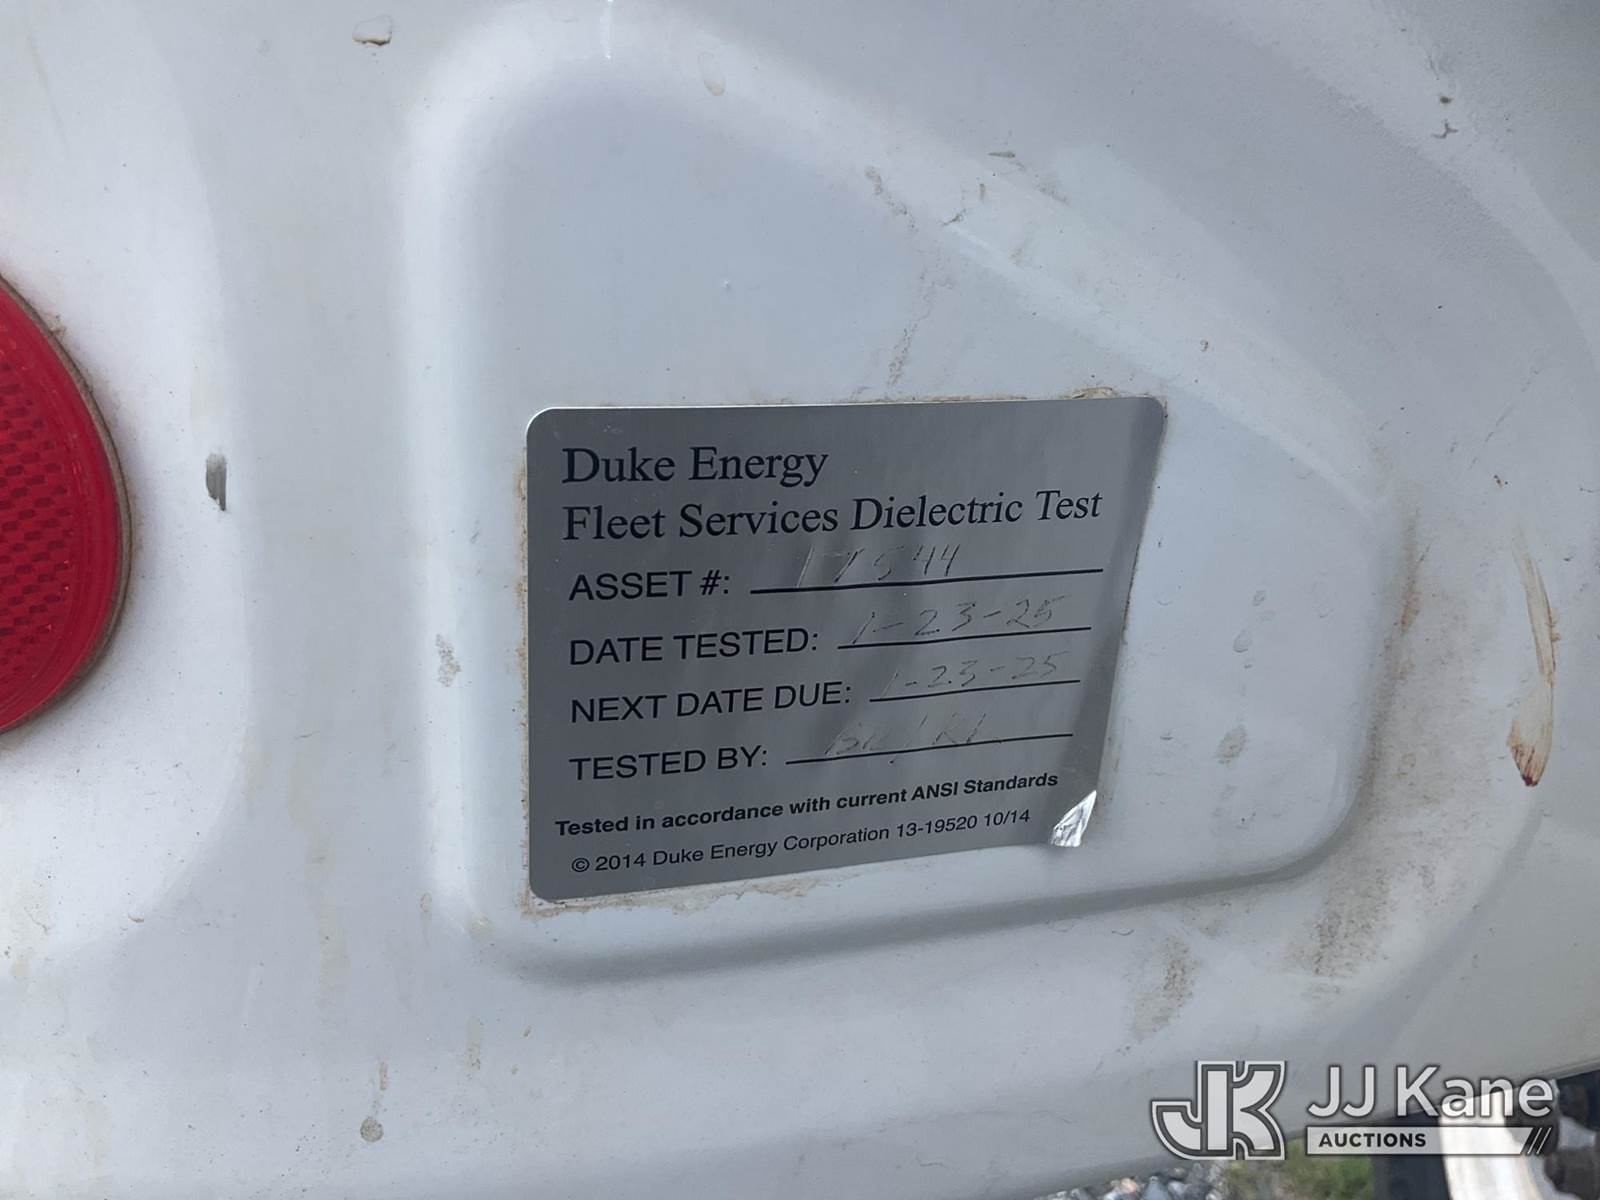 Duke Energy
Fleet Services Dielectric Test
ASSET #: 17544
DATE TESTED: 1-23-25
NEXT DATE DUE: 1-23-25
TESTED BY:
Tested in accordance with current ANSI Standards
© 2014 Duke Energy Corporation 13-19520 10/14
JK JJ Kane
AUCTIONS